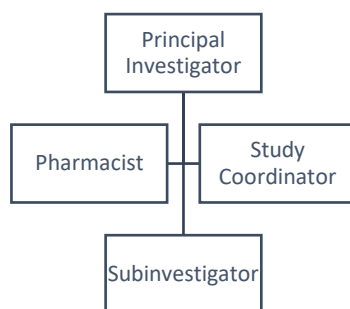 Principal
Investigator
Pharmacist
Study
Coordinator
Subinvestigator